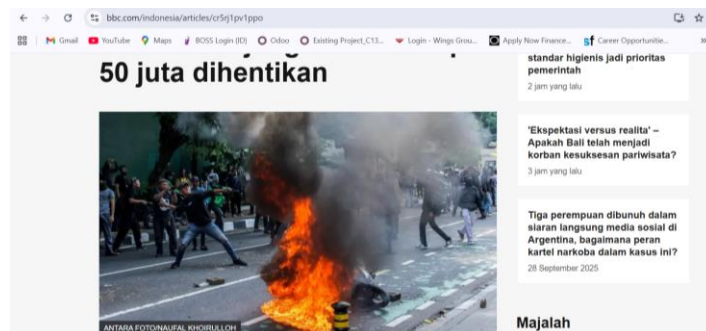 bbc.com/indonesia/articles/cr5rj1pv1ppo
Gmail YouTube Maps BOSS Login (ID) Odoo Existing Project_C13... Login - Wings Grou... Apply Now Finance... Career Opportunitie...
50 juta dihentikan
ANTARA FOTO/NAUFAL KHOIRULLOH
standar higienis jadi prioritas
pemerintah
2 jam yang lalu
'Ekspektasi versus realita' –
Apakah Bali telah menjadi
korban kesuksesan pariwisata?
3 jam yang lalu
Tiga perempuan dibunuh dalam
siaran langsung media sosial di
Argentina, bagaimana peran
kartel narkoba dalam kasus ini?
28 September 2025
Majalah